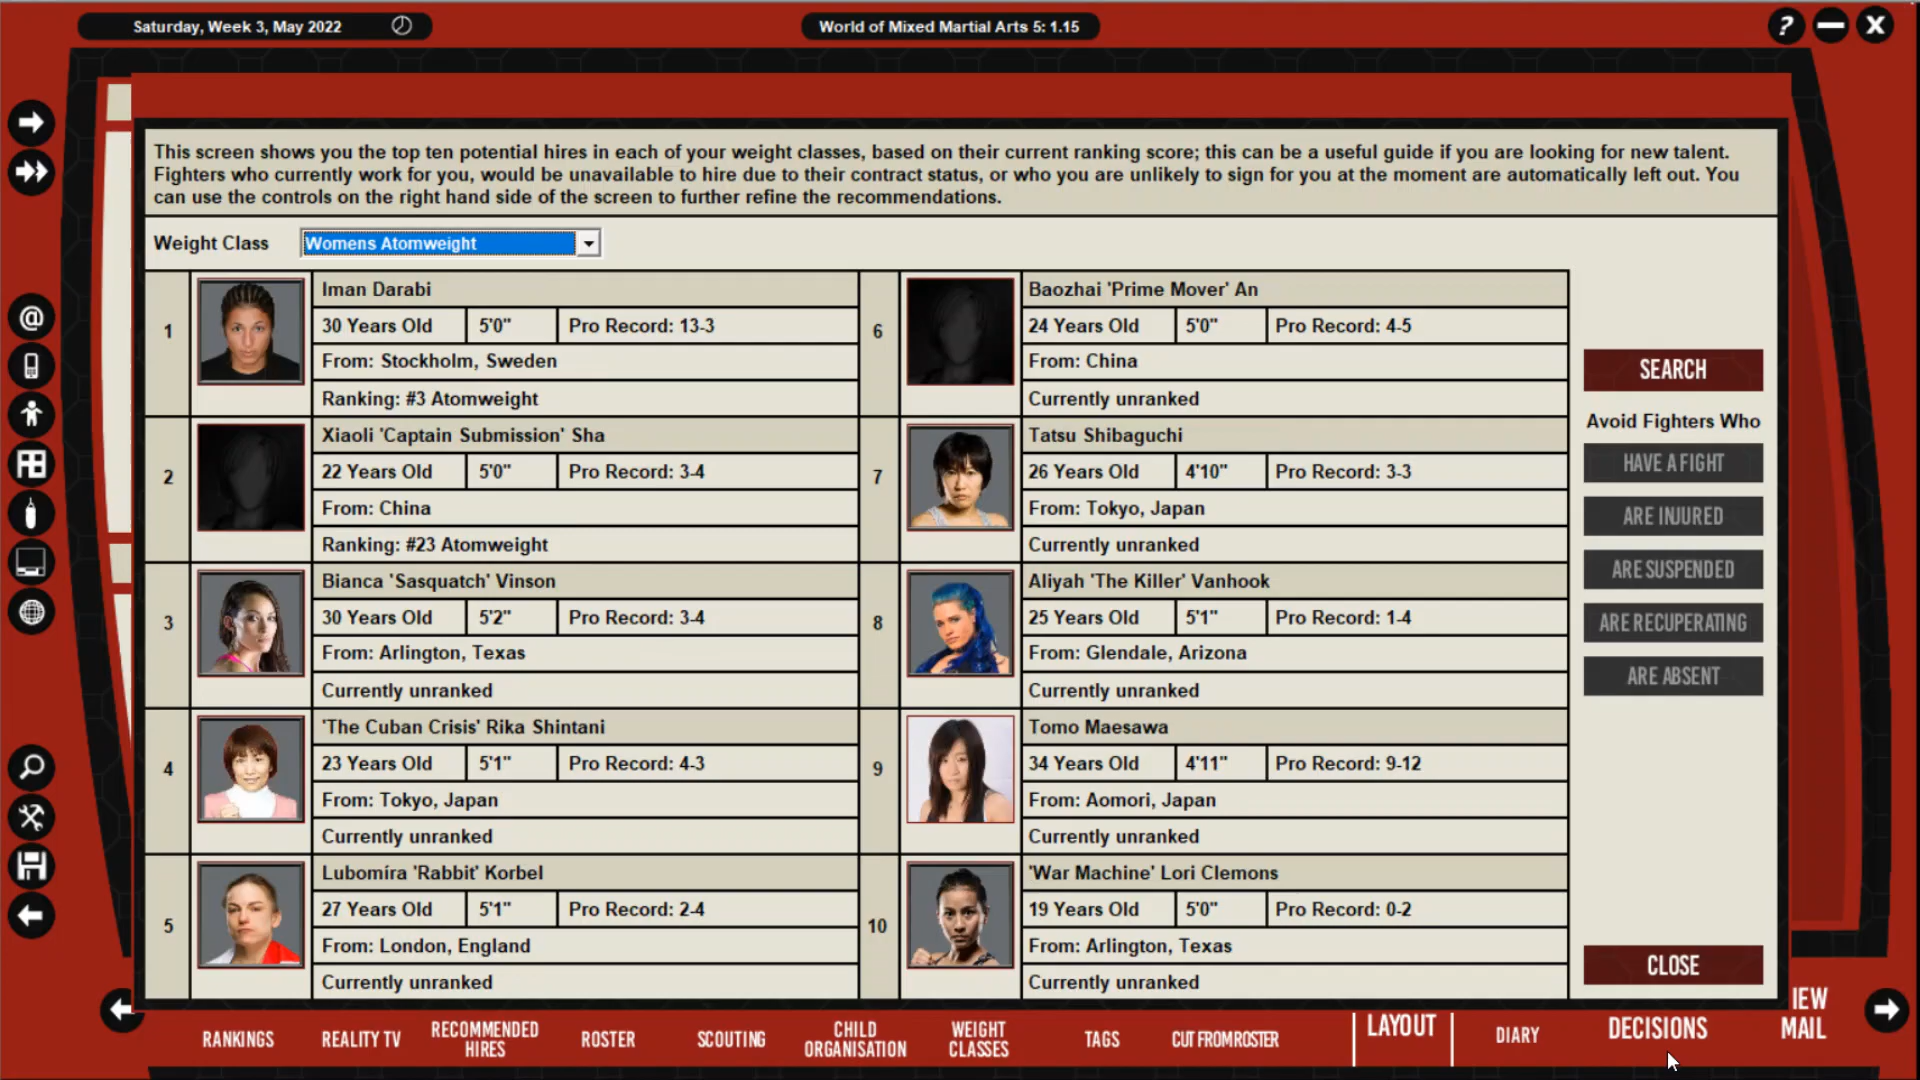 Saturday, Week 3, May 2022
World of Mixed Martial Arts 5: 1.15
?
X
This screen shows you the top ten potential hires in each of your weight classes, based on their current ranking score; this can be a useful guide if you are looking for new talent.
Fighters who currently work for you, would be unavailable to hire due to their contract status, or who you are unlikely to sign for you at the moment are automatically left out. You
can use the controls on the right hand side of the screen to further refine the recommendations.
Weight Class
Womens Atomweight
1
Iman Darabi
30 Years Old
5'0"
Pro Record: 13-3
From: Stockholm, Sweden
Ranking: #3 Atomweight
2
Xiaoli 'Captain Submission' Sha
22 Years Old
5'0"
Pro Record: 3-4
From: China
Ranking: #23 Atomweight
3
Bianca 'Sasquatch' Vinson
30 Years Old
5'2"
Pro Record: 3-4
From: Arlington, Texas
Currently unranked
4
'The Cuban Crisis' Rika Shintani
23 Years Old
5'1"
Pro Record: 4-3
From: Tokyo, Japan
Currently unranked
5
Lubomíra 'Rabbit' Korbel
27 Years Old
5'1"
Pro Record: 2-4
From: London, England
Currently unranked
6
Baozhai 'Prime Mover' An
24 Years Old
5'0"
Pro Record: 4-5
From: China
Currently unranked
7
Tatsu Shibaguchi
26 Years Old
4'10"
Pro Record: 3-3
From: Tokyo, Japan
Currently unranked
8
Aliyah 'The Killer' Vanhook
25 Years Old
5'1"
Pro Record: 1-4
From: Glendale, Arizona
Currently unranked
9
Tomo Maesawa
34 Years Old
4'11"
Pro Record: 9-12
From: Aomori, Japan
Currently unranked
10
'War Machine' Lori Clemons
19 Years Old
5'0"
Pro Record: 0-2
From: Arlington, Texas
Currently unranked
SEARCH
Avoid Fighters Who
HAVE A FIGHT
ARE INJURED
ARE SUSPENDED
ARE RECUPERATING
ARE ABSENT
CLOSE
@
RANKINGS
REALITY TV
RECOMMENDED
HIRES
ROSTER
SCOUTING
CHILD
ORGANISATION
WEIGHT
CLASSES
TAGS
CUT FROM ROSTER
LAYOUT
DIARY
DECISIONS
IEW
MAIL